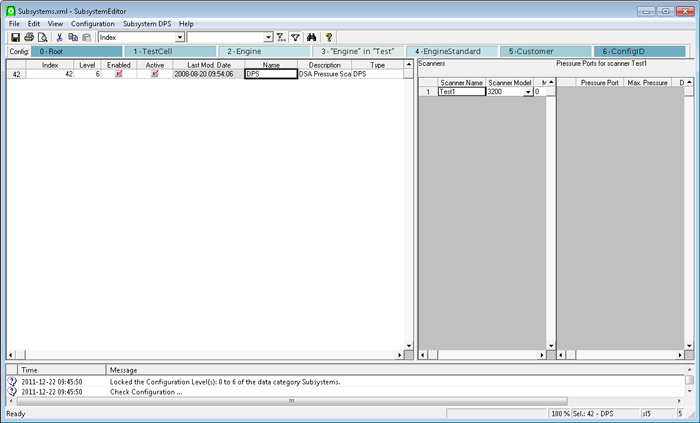 Subsystems.xml - SubsystemEditor
File Edit View Configuration Subsystem DPS Help
Index
Config: 0 - Root 1 - TestCell 2 - Engine 3 - "Engine" in "Test" 4 - EngineStandard 5 - Customer 6 - ConfigID
Index Level Enabled Active Last Mod. Date Name Description Type
42 42 6 2008-08-20 09:54:06 DPS DSA Pressure Sca DPS
Scanners
Scanner Name Scanner Model M
1 Test1 3200 0
Pressure Ports for scanner Test1
Pressure Port Max. Pressure D
Time Message
2011-12-22 09:45:50 Locked the Configuration Level(s): 0 to 6 of the data category Subsystems.
2011-12-22 09:45:50 Check Configuration ...
Ready 100 % Sel.: 42 - DPS sl5 5